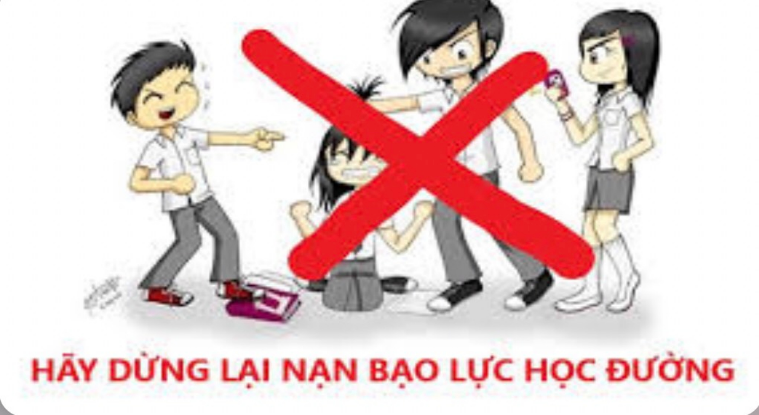 HÃY DỪNG LẠI NẠN BẠO LỰC HỌC ĐƯỜNG